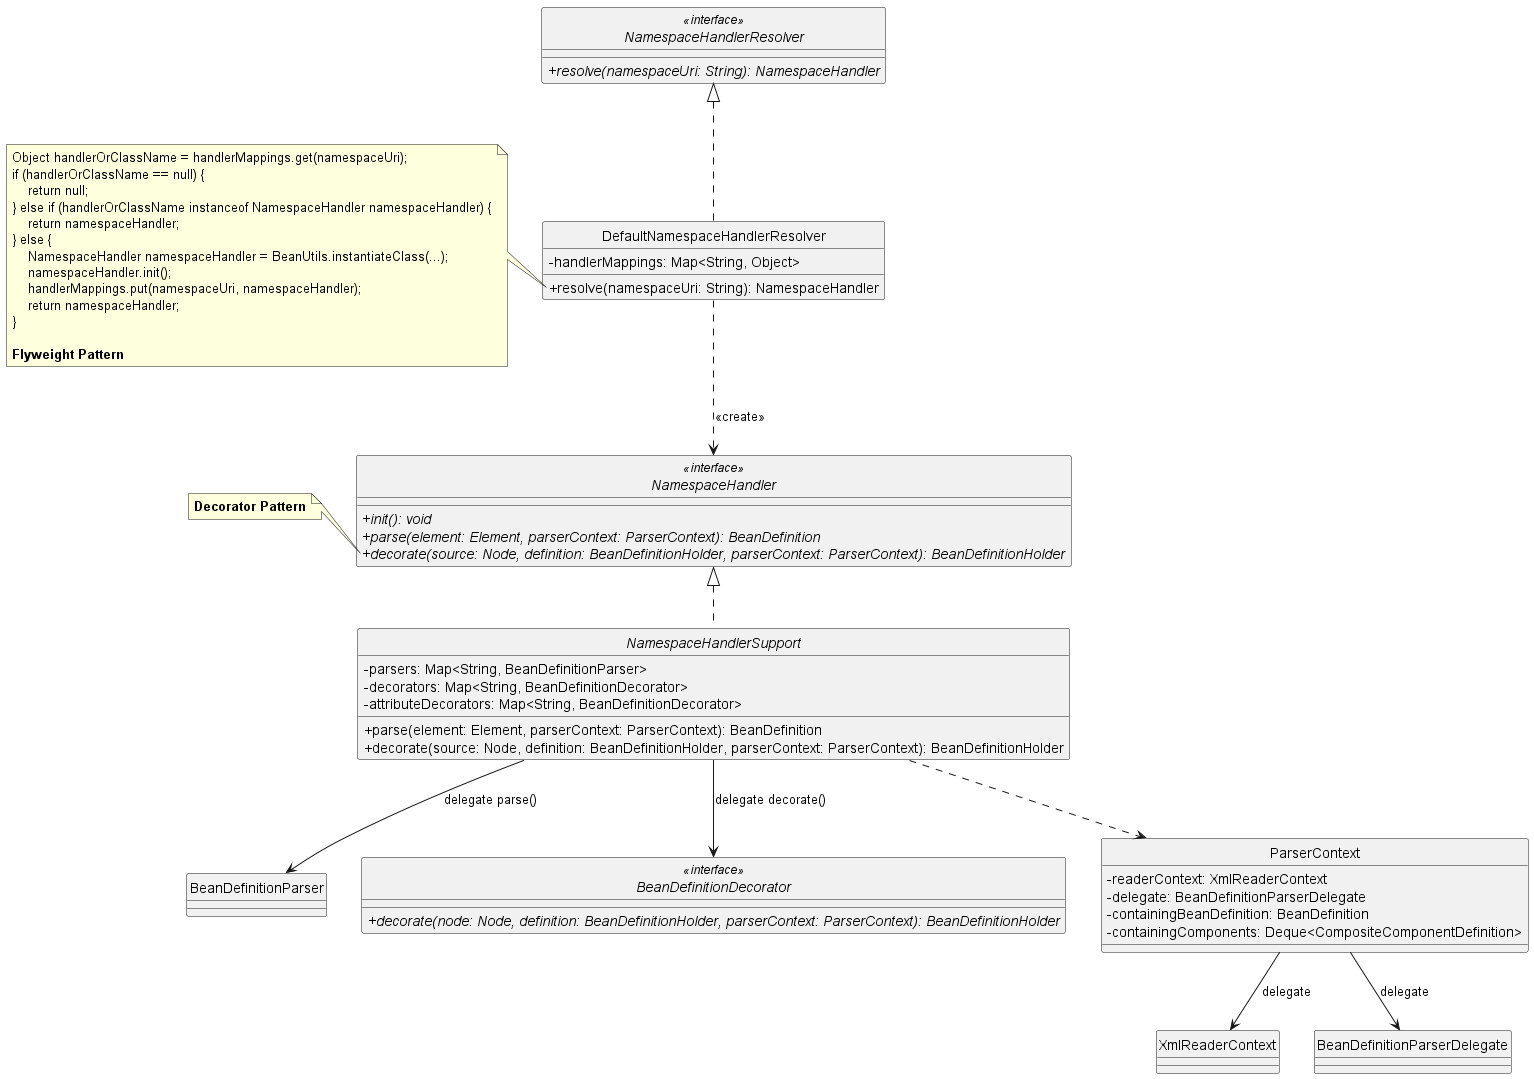 «interface»
NamespaceHandlerResolver
+resolve(namespaceUri: String): NamespaceHandler
Object handlerOrClassName = handlerMappings.get(namespaceUri);
if (handlerOrClassName == null) {
return null;
} else if (handlerOrClassName instanceof NamespaceHandler namespaceHandler) {
return namespaceHandler;
} else {
NamespaceHandler namespaceHandler = BeanUtils.instantiateClass(...);
namespaceHandler.init();
handlerMappings.put(namespaceUri, namespaceHandler);
return namespaceHandler;
}
Flyweight Pattern
DefaultNamespaceHandlerResolver
-handlerMappings: Map<String, Object>
+resolve(namespaceUri: String): NamespaceHandler
«create»
«interface»
NamespaceHandler
+init(): void
+parse(element: Element, parserContext: ParserContext): BeanDefinition
+decorate(source: Node, definition: BeanDefinitionHolder, parserContext: ParserContext): BeanDefinitionHolder
Decorator Pattern
NamespaceHandlerSupport
-parsers: Map<String, BeanDefinitionParser>
-decorators: Map<String, BeanDefinitionDecorator>
-attributeDecorators: Map<String, BeanDefinitionDecorator>
+parse(element: Element, parserContext: ParserContext): BeanDefinition
+decorate(source: Node, definition: BeanDefinitionHolder, parserContext: ParserContext): BeanDefinitionHolder
delegate parse()
delegate decorate()
BeanDefinitionParser
«interface»
BeanDefinitionDecorator
+decorate(node: Node, definition: BeanDefinitionHolder, parserContext: ParserContext): BeanDefinitionHolder
ParserContext
-readerContext: XmlReaderContext
-delegate: BeanDefinitionParserDelegate
-containingBeanDefinition: BeanDefinition
-containingComponents: Deque<CompositeComponentDefinition>
delegate
delegate
XmlReaderContext
BeanDefinitionParserDelegate